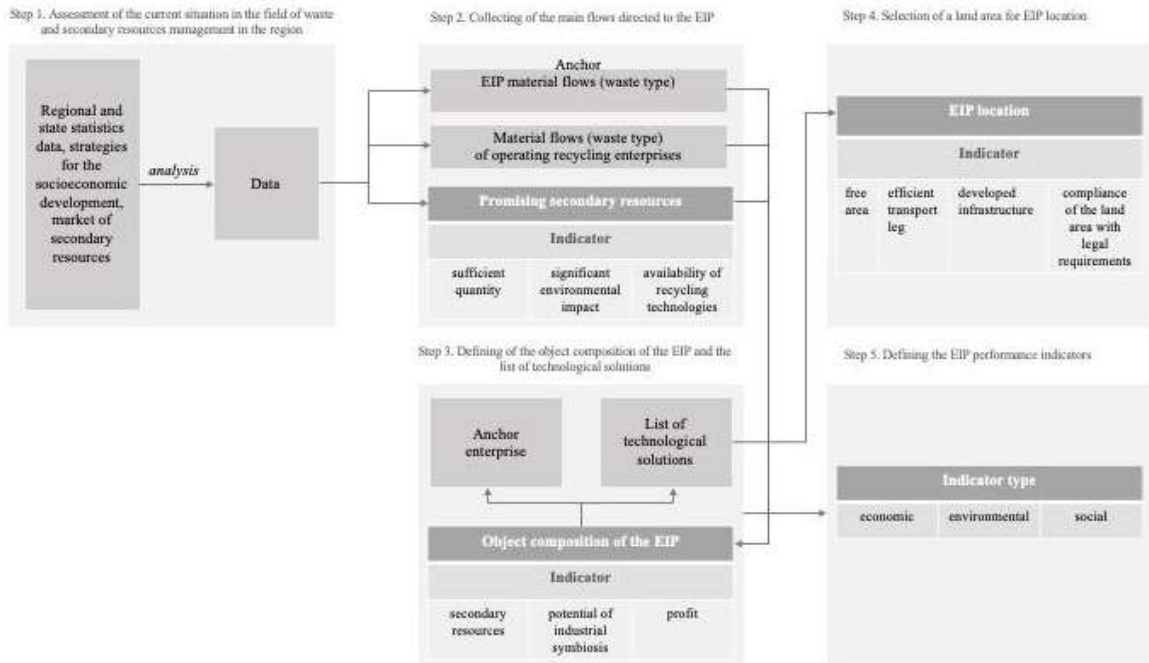 Step 1. Assessment of the current situation in the field of waste
and secondary resources management in the region
Regional and
state statistics
data, strategies
for the
socioeconomic
development,
market of
secondary
resources
analysis
Data
Step 2. Collecting of the main flows directed to the EIP
Anchor
EIP material flows (waste type)
Material flows (waste type)
of operating recycling enterprises
Promising secondary resources
Indicator
sufficient
quantity
significant
environmental
impact
availability of
recycling
technologies
Step 3. Defining of the object composition of the EIP and the
list of technological solutions
Anchor
enterprise
List of
technological
solutions
Object composition of the EIP
Indicator
secondary
resources
potential of
industrial
symbiosis
profit
Step 4. Selection of a land area for EIP location
EIP location
Indicator
free
area
efficient
transport
leg
developed
infrastructure
compliance
of the land
area with
legal
requirements
Step 5. Defining the EIP performance indicators
Indicator type
economic
environmental
social